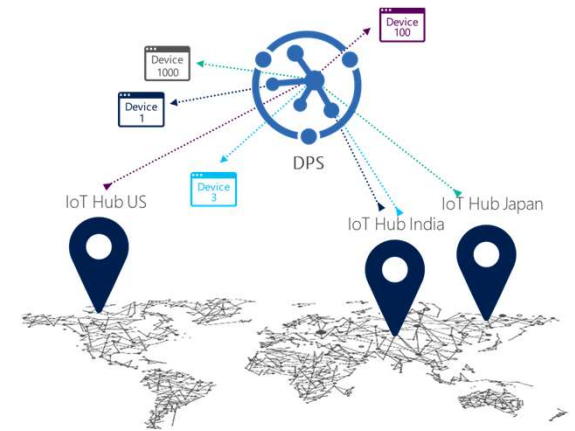 Device
100
Device
1000
Device
1
DPS
Device
3
IoT Hub US
IoT Hub Japan
IoT Hub India